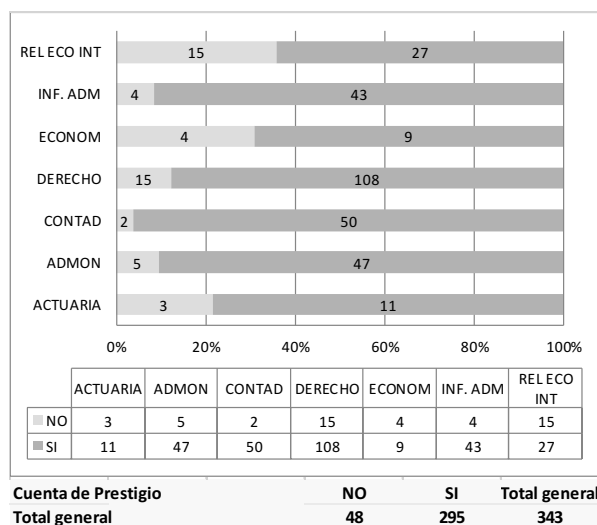 REL ECO INT 15 27
INF. ADM 4 43
ECONOM 4 9
DERECHO 15 108
CONTAD 2 50
ADMON 5 47
ACTUARIA 3 11
0% 20% 40% 60% 80% 100%
ACTUARIA ADMON CONTAD DERECHO ECONOM INF. ADM REL ECO
INT
NO 3 5 2 15 4 4 15
SI 11 47 50 108 9 43 27
Cuenta de Prestigio NO SI Total general
Total general 48 295 343